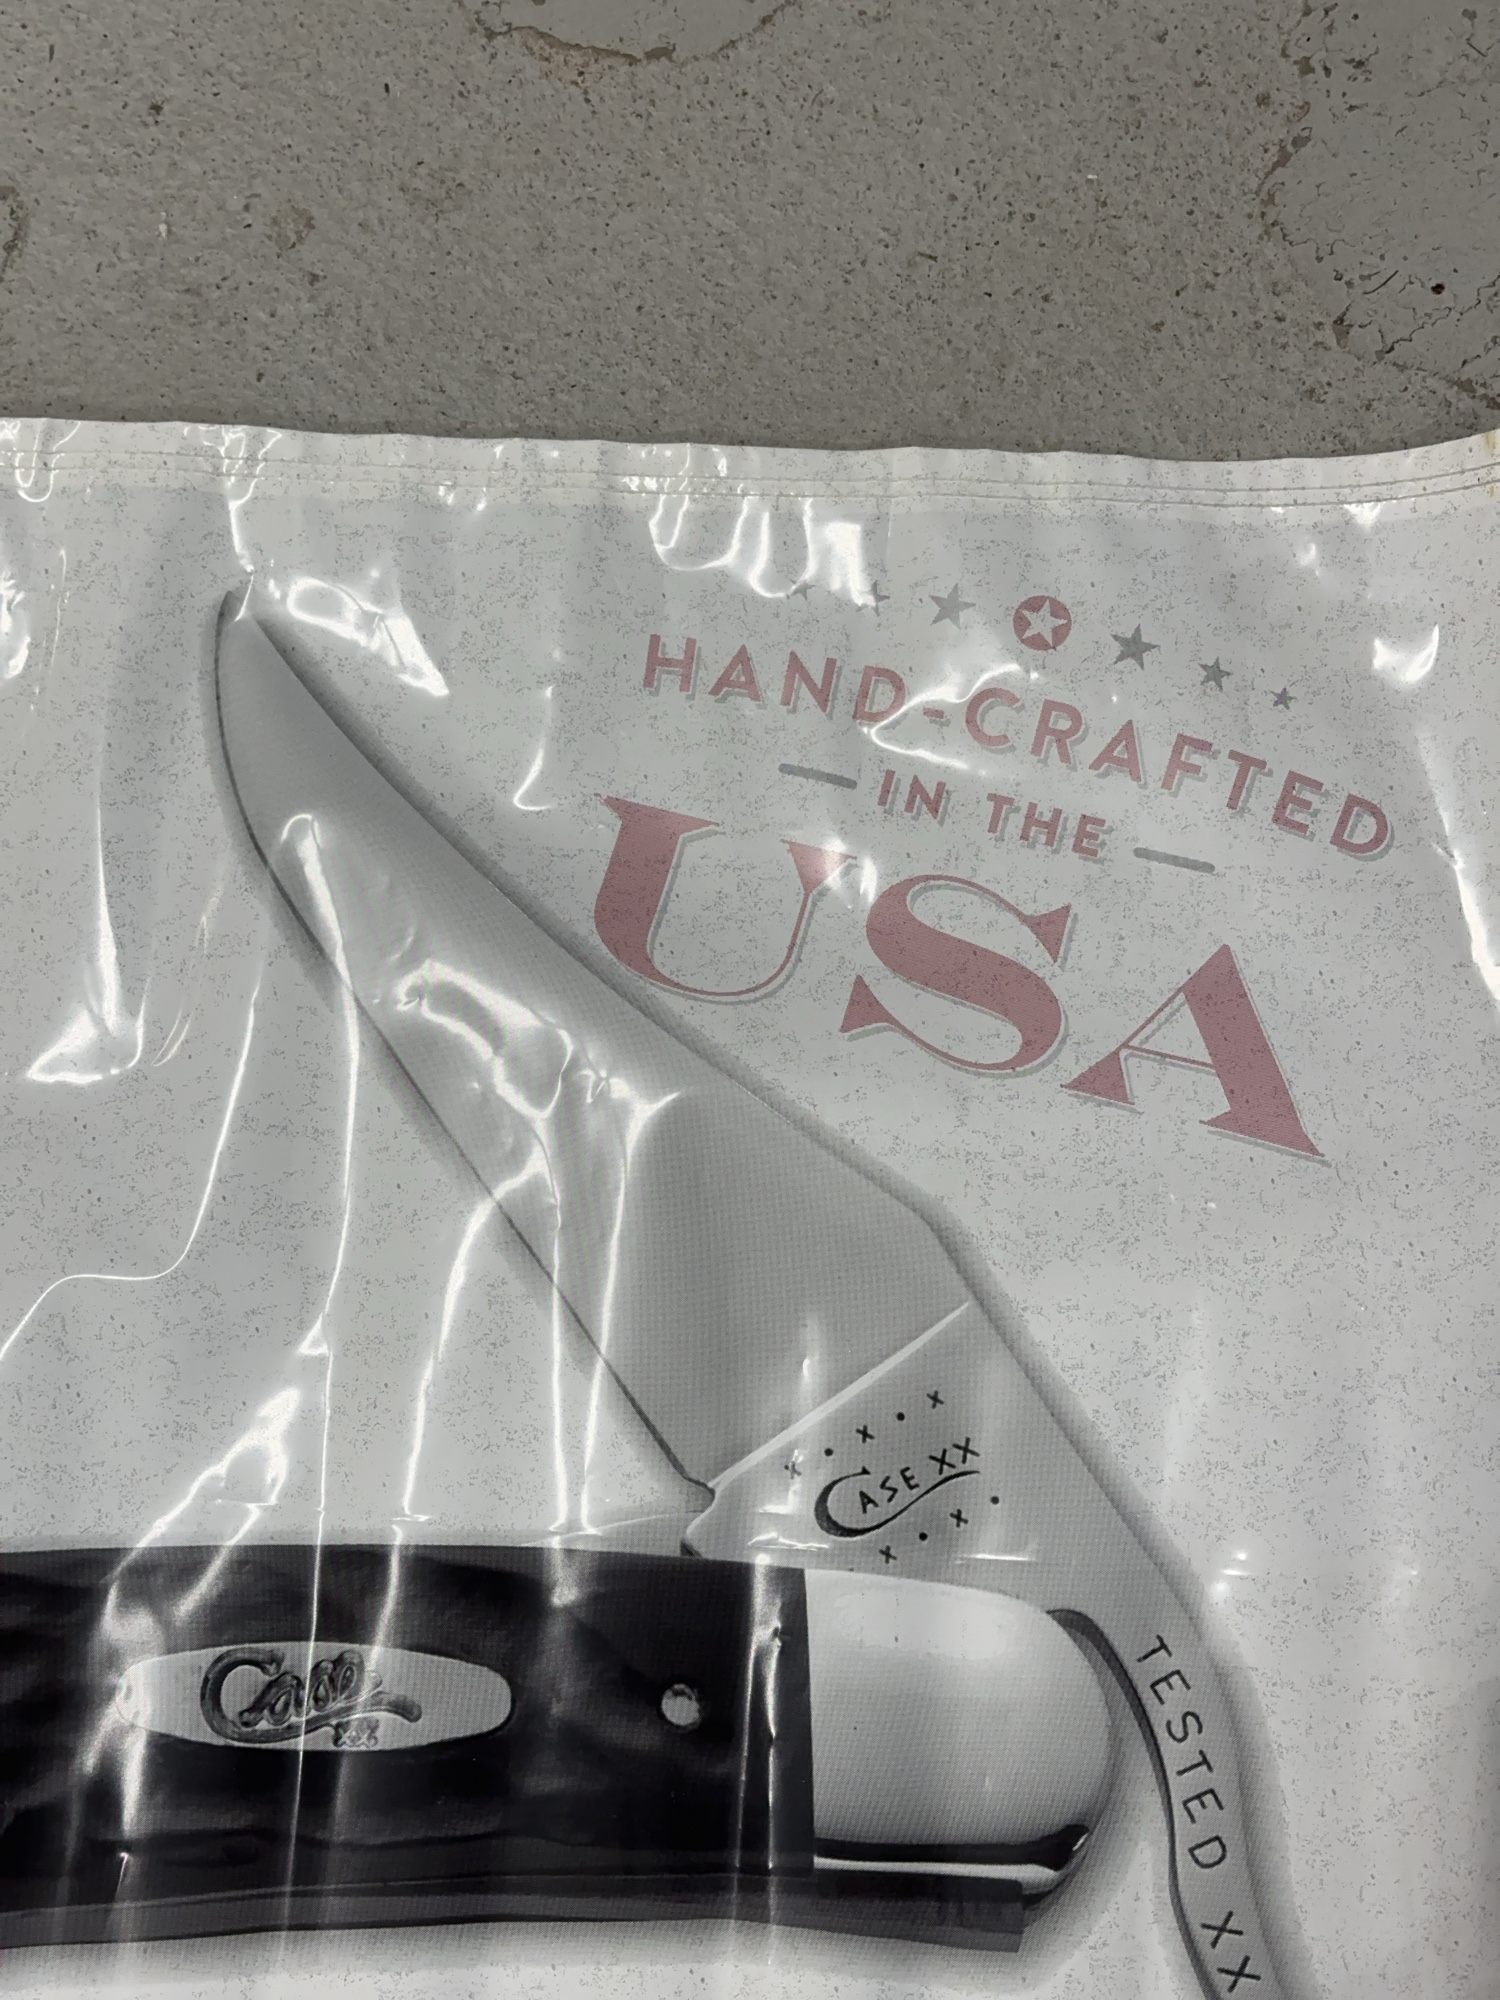 HAND-CRAFTED
IN THE
USA
x . x . x
CASE XX
x . x .
Case
XX
TESTED XX